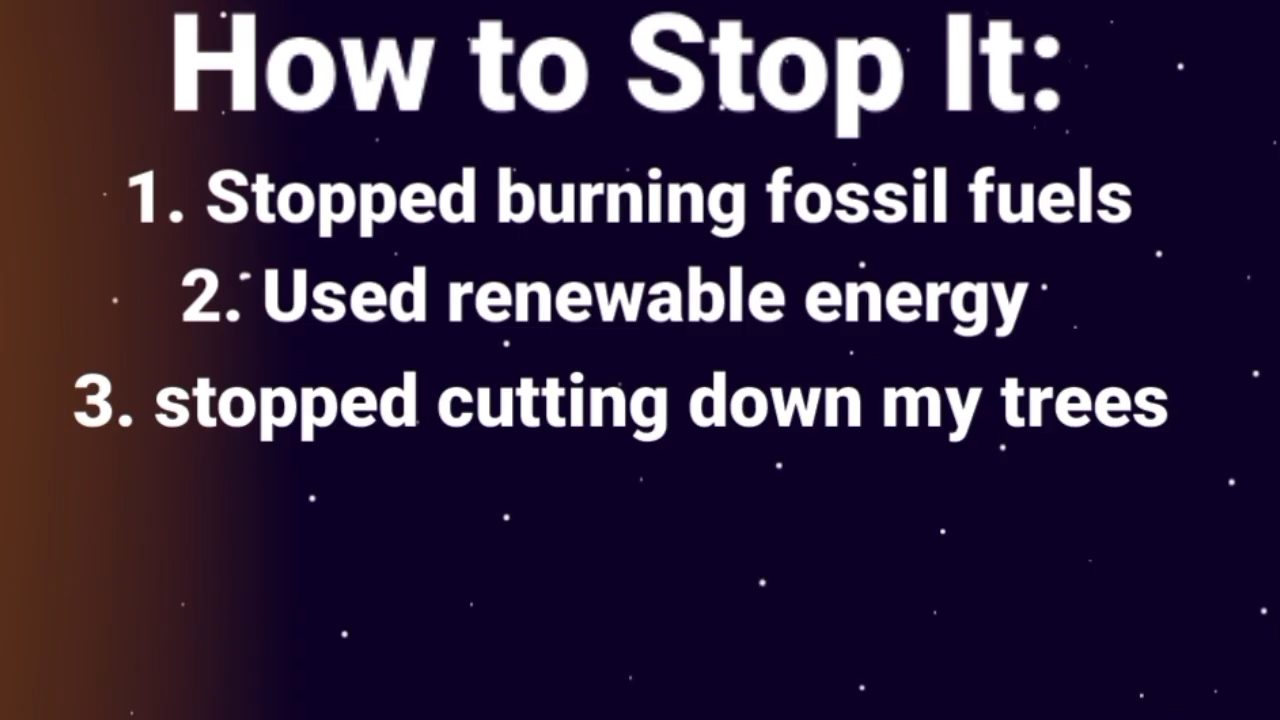 How to Stop It:
1. Stopped burning fossil fuels
2. Used renewable energy
3. stopped cutting down my trees